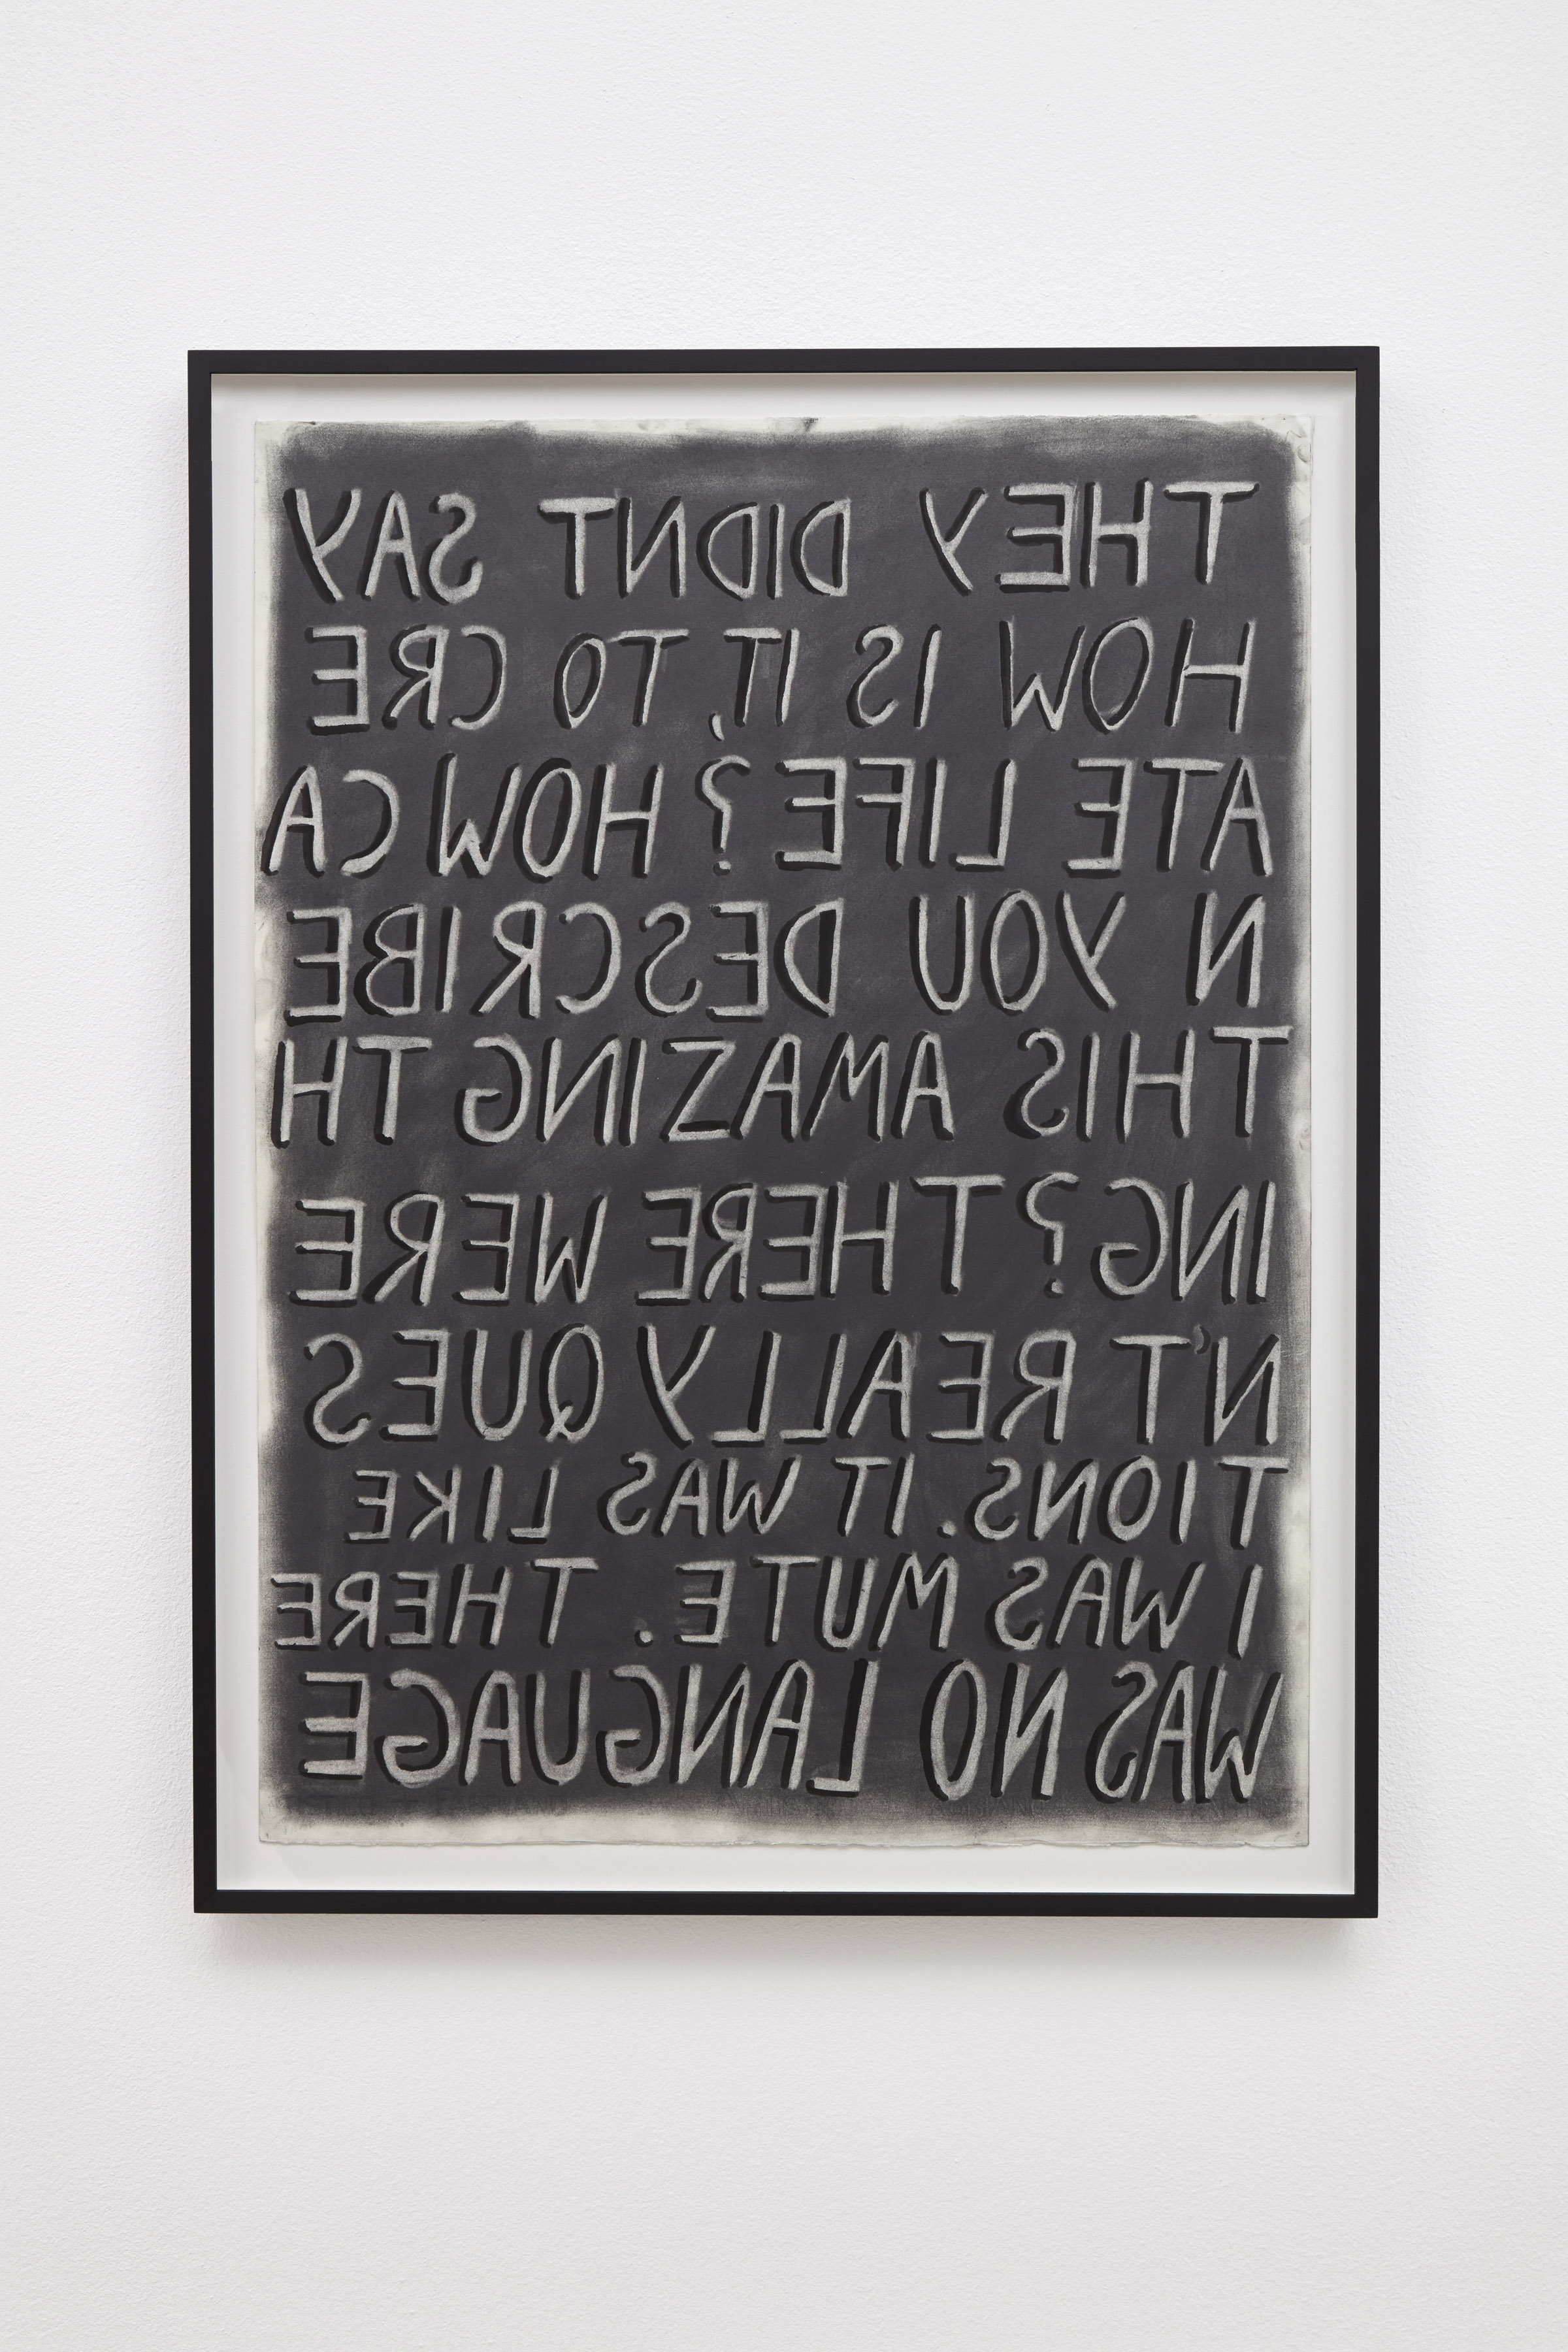 THEY DIDNT SAY
HOW IS IT, TO CRE
ATE LIFE? HOW CA
N YOU DESCRIBE
THIS AMAZING TH
ING? THERE WERE
N'T REALLY QUES
TIONS. IT WAS LIKE
I WAS MUTE. THERE
WAS NO LANGUAGE